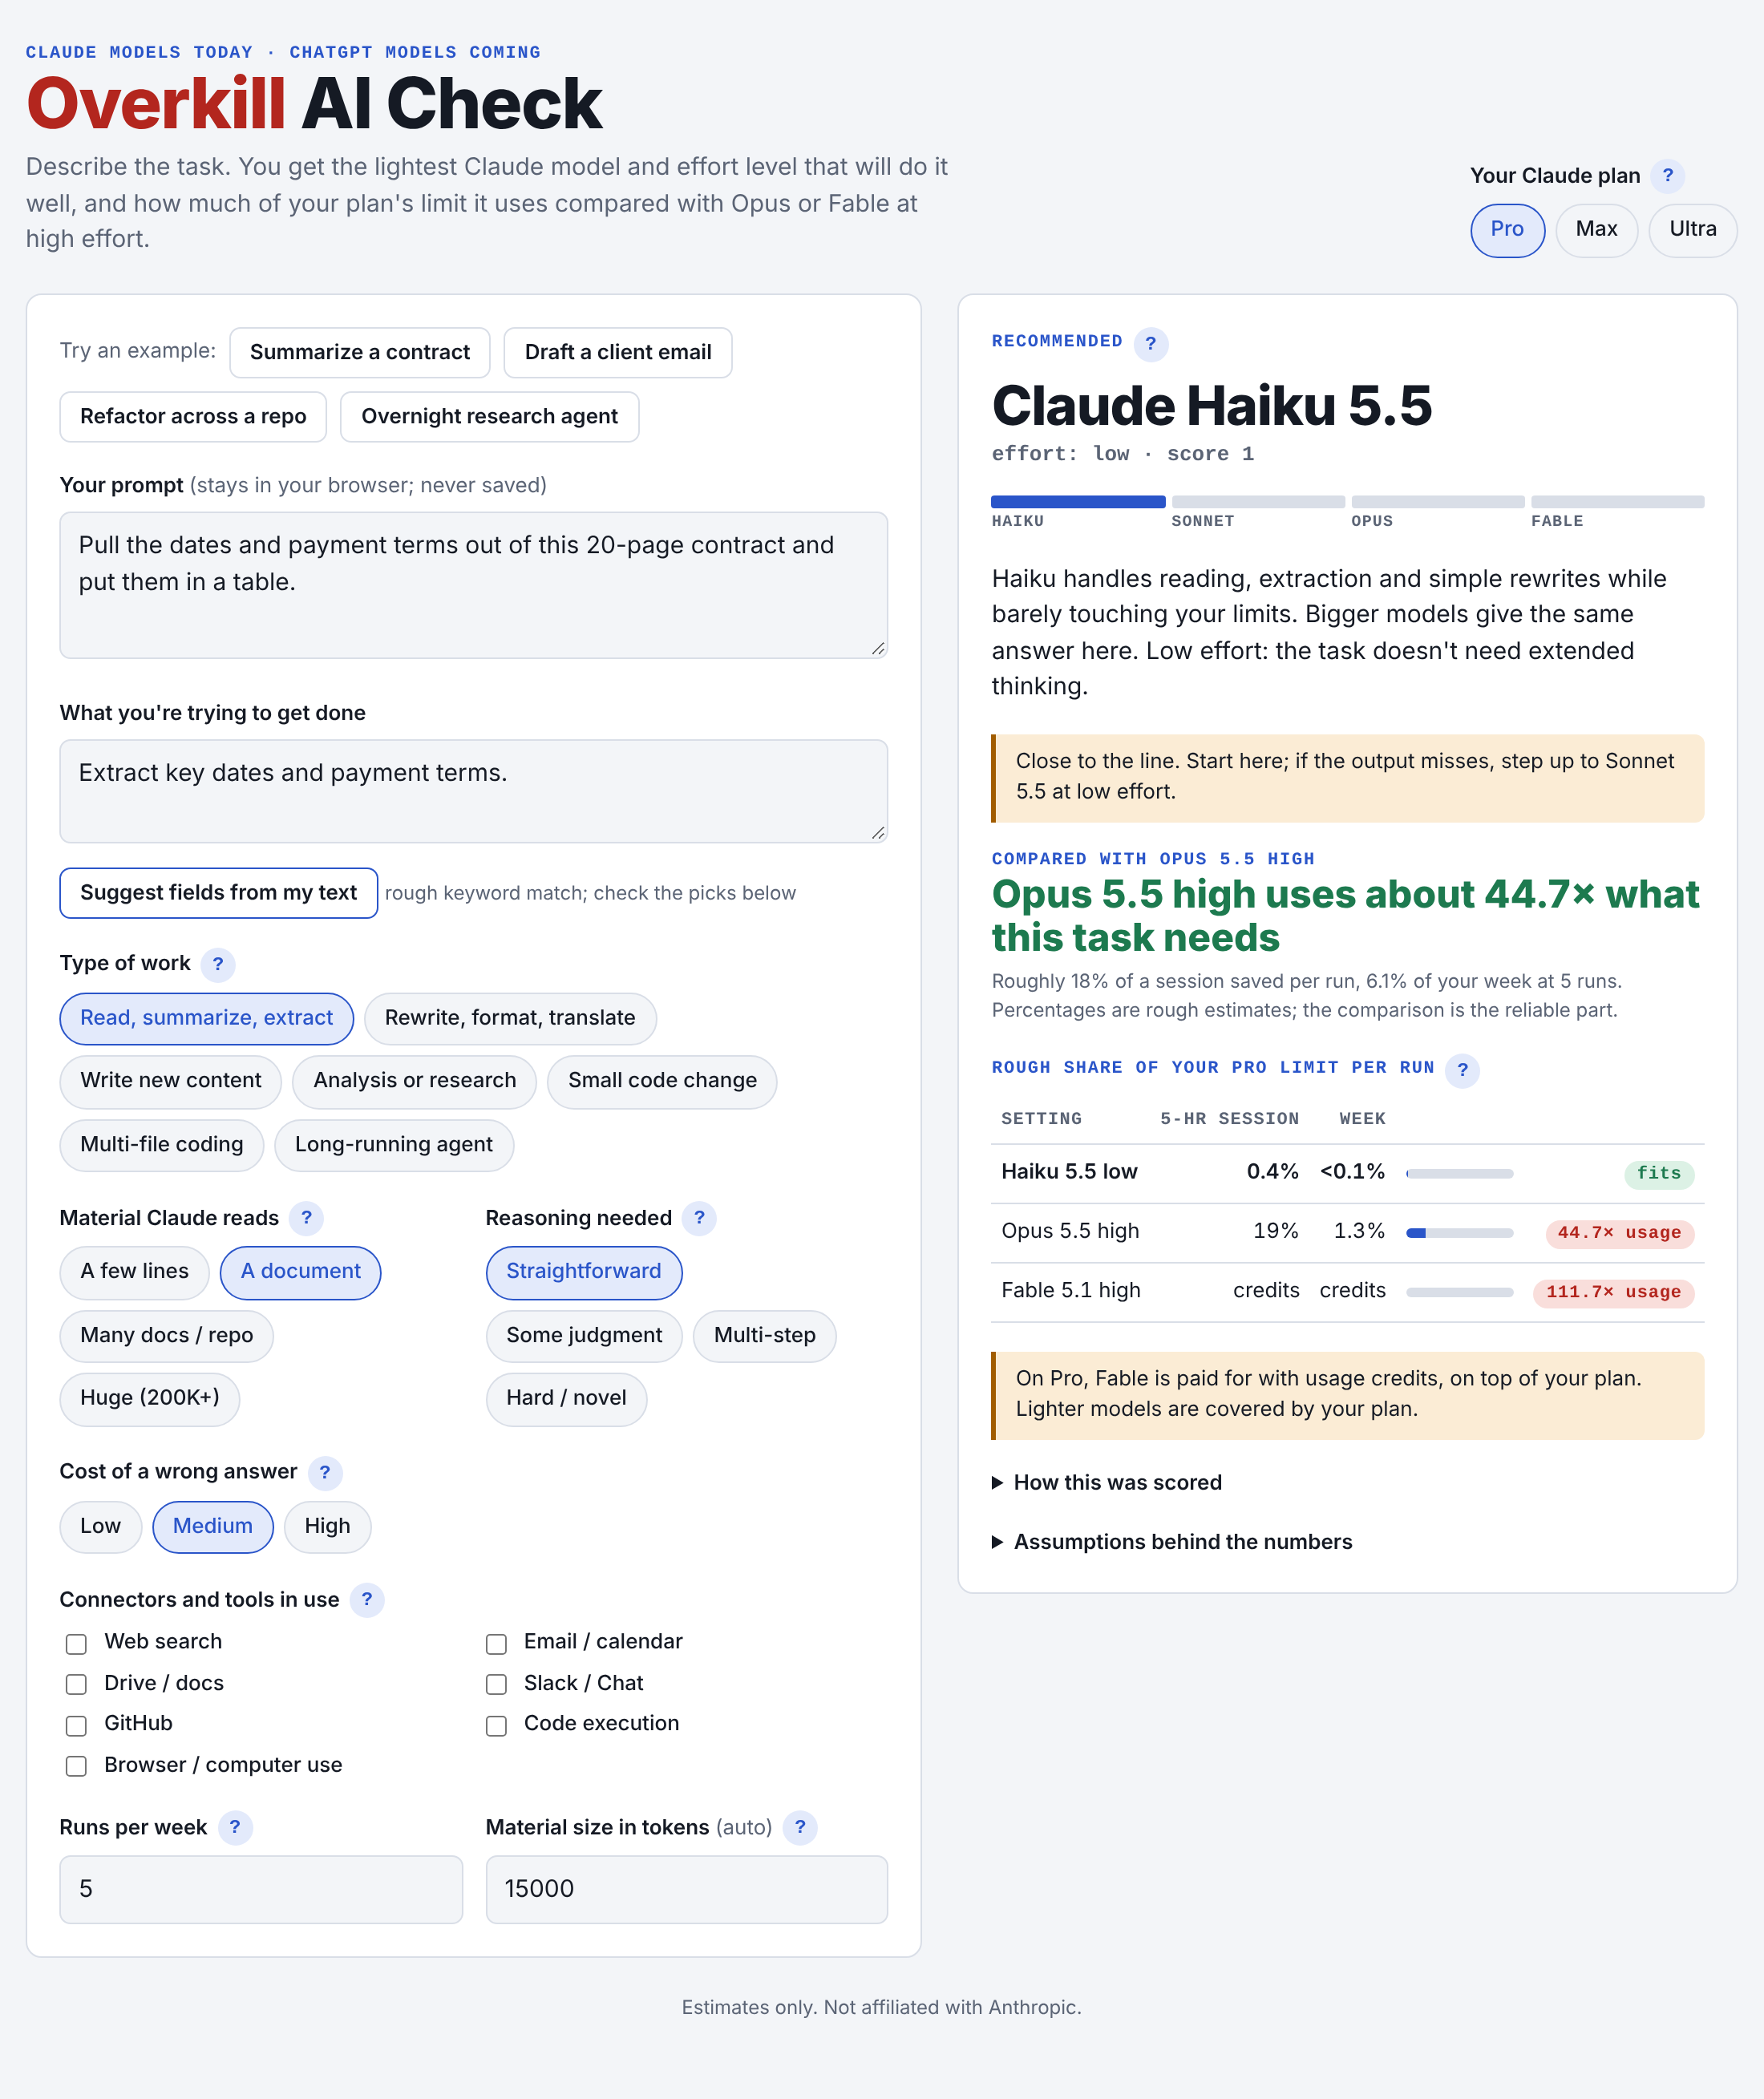 CLAUDE MODELS TODAY · CHATGPT MODELS COMING
Overkill AI Check
Describe the task. You get the lightest Claude model and effort level that will do it
well, and how much of your plan's limit it uses compared with Opus or Fable at
high effort.
Your Claude plan ?
Pro Max Ultra
Try an example: Summarize a contract Draft a client email
Refactor across a repo Overnight research agent
Your prompt (stays in your browser; never saved)
Pull the dates and payment terms out of this 20-page contract and
put them in a table.
What you're trying to get done
Extract key dates and payment terms.
Suggest fields from my text rough keyword match; check the picks below
Type of work ?
Read, summarize, extract Rewrite, format, translate
Write new content Analysis or research Small code change
Multi-file coding Long-running agent
Material Claude reads ?
A few lines A document
Many docs / repo
Huge (200K+)
Reasoning needed ?
Straightforward
Some judgment Multi-step
Hard / novel
Cost of a wrong answer ?
Low Medium High
Connectors and tools in use ?
Web search
Email / calendar
Drive / docs
Slack / Chat
GitHub
Code execution
Browser / computer use
Runs per week ?
5
Material size in tokens (auto) ?
15000
RECOMMENDED ?
Claude Haiku 5.5
effort: low · score 1
HAIKU SONNET OPUS FABLE
Haiku handles reading, extraction and simple rewrites while
barely touching your limits. Bigger models give the same
answer here. Low effort: the task doesn't need extended
thinking.
Close to the line. Start here; if the output misses, step up to Sonnet
5.5 at low effort.
COMPARED WITH OPUS 5.5 HIGH
Opus 5.5 high uses about 44.7× what
this task needs
Roughly 18% of a session saved per run, 6.1% of your week at 5 runs.
Percentages are rough estimates; the comparison is the reliable part.
ROUGH SHARE OF YOUR PRO LIMIT PER RUN ?
SETTING 5-HR SESSION WEEK
Haiku 5.5 low 0.4% <0.1% fits
Opus 5.5 high 19% 1.3% 44.7× usage
Fable 5.1 high credits credits 111.7× usage
On Pro, Fable is paid for with usage credits, on top of your plan.
Lighter models are covered by your plan.
▶ How this was scored
▶ Assumptions behind the numbers
Estimates only. Not affiliated with Anthropic.